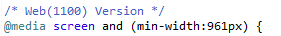 /* Web(1100) Version */
@media screen and (min-width:961px) {